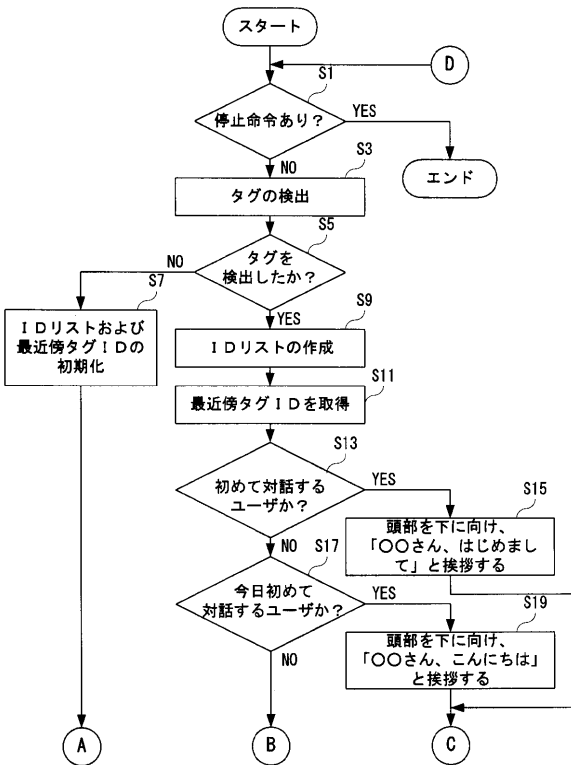 スタート
D
S1
停止命令あり？
YES
NO
エンド
S3
タグの検出
S5
タグを
検出したか？
NO
YES
S7
ＩＤリストおよび
最近傍タグＩＤの
初期化
S9
ＩＤリストの作成
S11
最近傍タグＩＤを取得
S13
初めて対話する
ユーザか？
YES
NO
S15
頭部を下に向け、
「〇〇さん、はじめまし
て」と挨拶する
S17
今日初めて
対話するユーザか？
YES
NO
S19
頭部を下に向け、
「〇〇さん、こんにちは」
と挨拶する
A
B
C